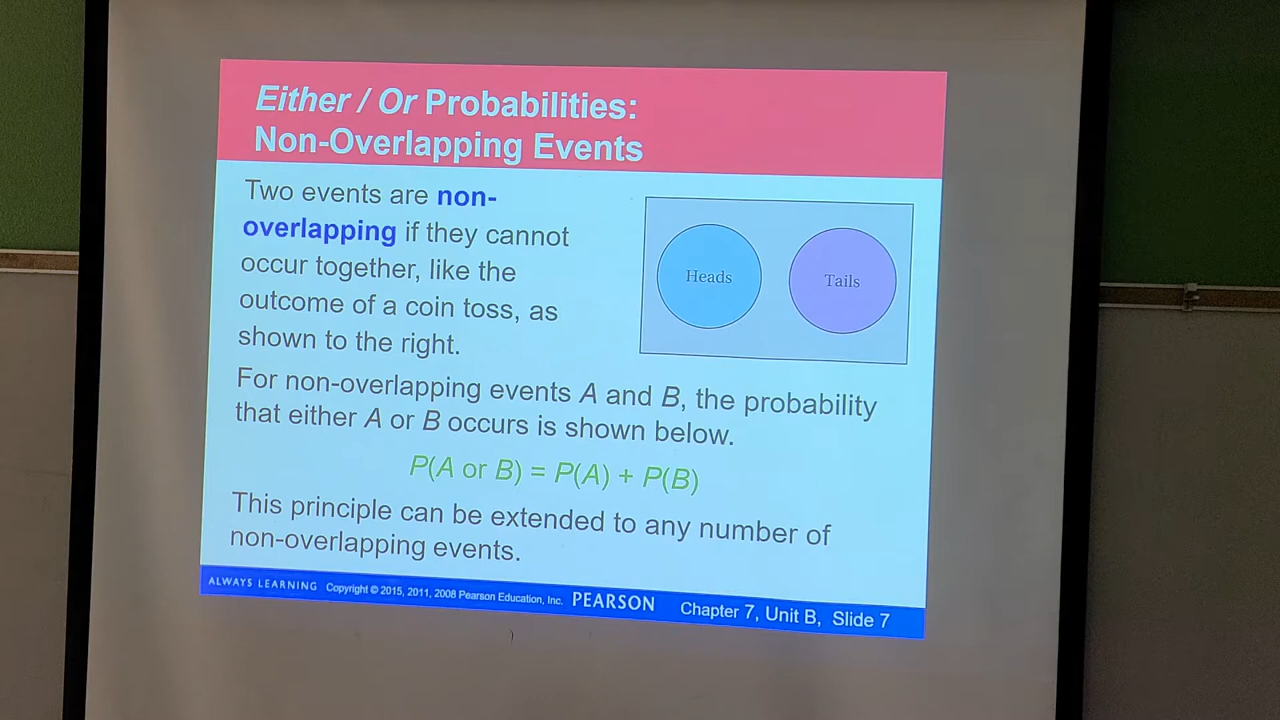 Either / Or Probabilities:
Non-Overlapping Events
Two events are non-
overlapping if they cannot
occur together, like the
outcome of a coin toss, as
shown to the right.
Heads
Tails
For non-overlapping events A and B, the probability
that either A or B occurs is shown below.
P(A or B) = P(A) + P(B)
This principle can be extended to any number of
non-overlapping events.
ALWAYS LEARNING Copyright © 2015, 2011, 2008 Pearson Education, Inc. PEARSON Chapter 7, Unit B, Slide 7